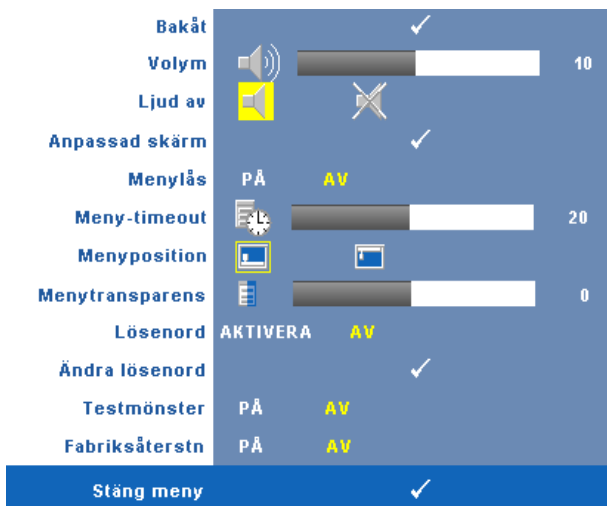 Bakåt
Volym 10
Ljud av
Anpassad skärm
Menylås PÅ AV
Meny-timeout 20
Menyposition
Menytransparens 0
Lösenord AKTIVERA AV
Ändra lösenord
Testmönster PÅ AV
Fabriksåterstn PÅ AV
Stäng meny